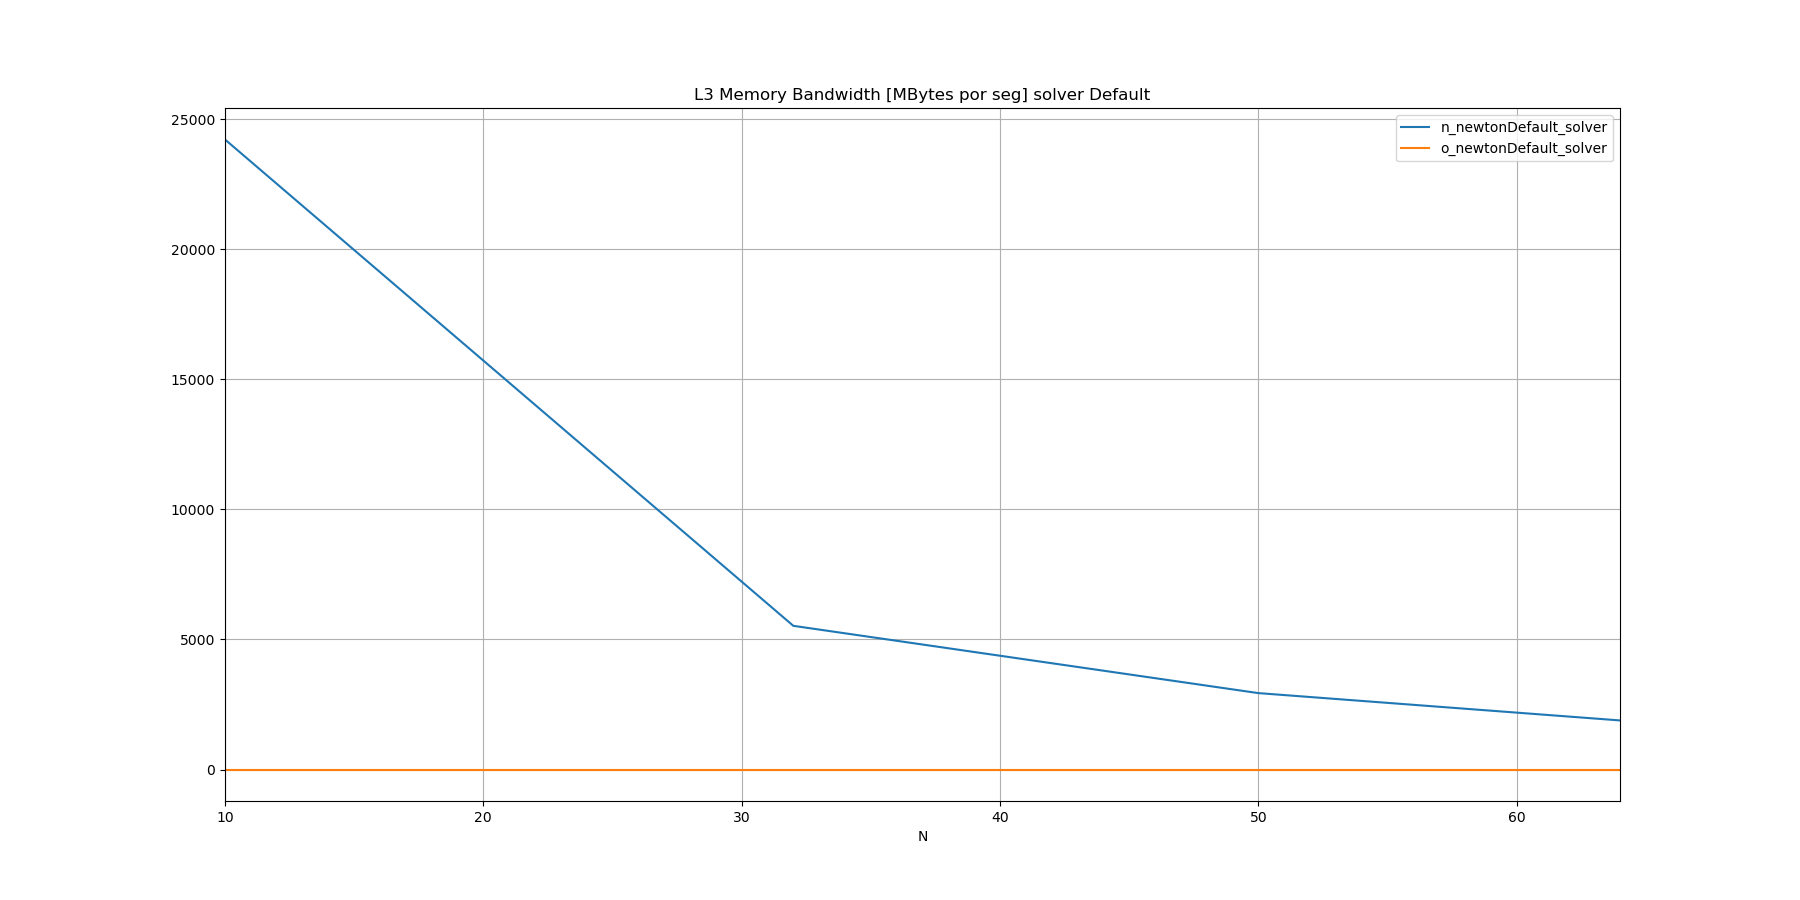 L3 Memory Bandwidth [MBytes por seg] solver Default
n_newtonDefault_solver
o_newtonDefault_solver
25000
20000
15000
10000
5000
0
10 20 30 40 50 60
N